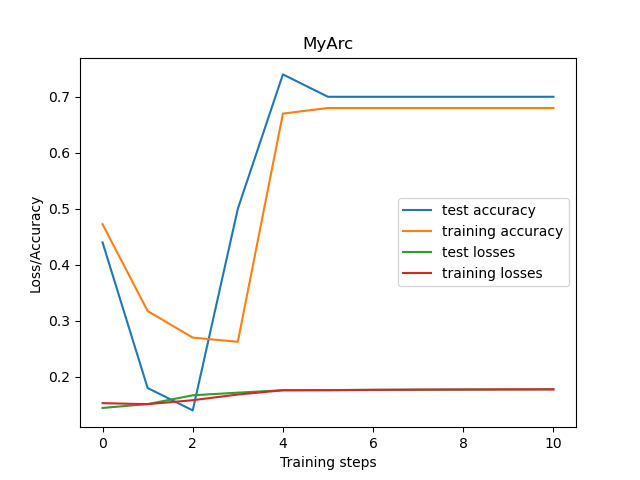 MyArc
Loss/Accuracy
0.7
0.6
0.5
0.4
0.3
0.2
test accuracy
training accuracy
test losses
training losses
0 2 4 6 8 10
Training steps